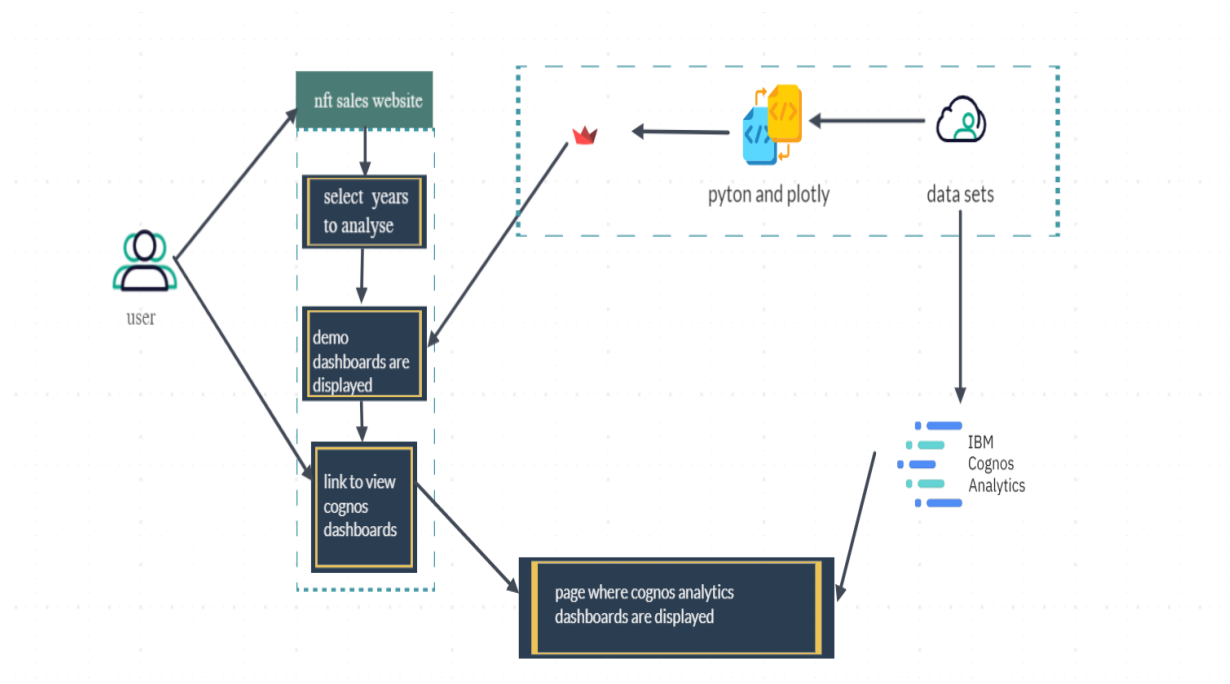 nft sales website
select years
to analyse
demo
dashboards are
displayed
link to view
cognos
dashboards
user
pyton and plotly
data sets
IBM
Cognos
Analytics
page where cognos analytics
dashboards are displayed